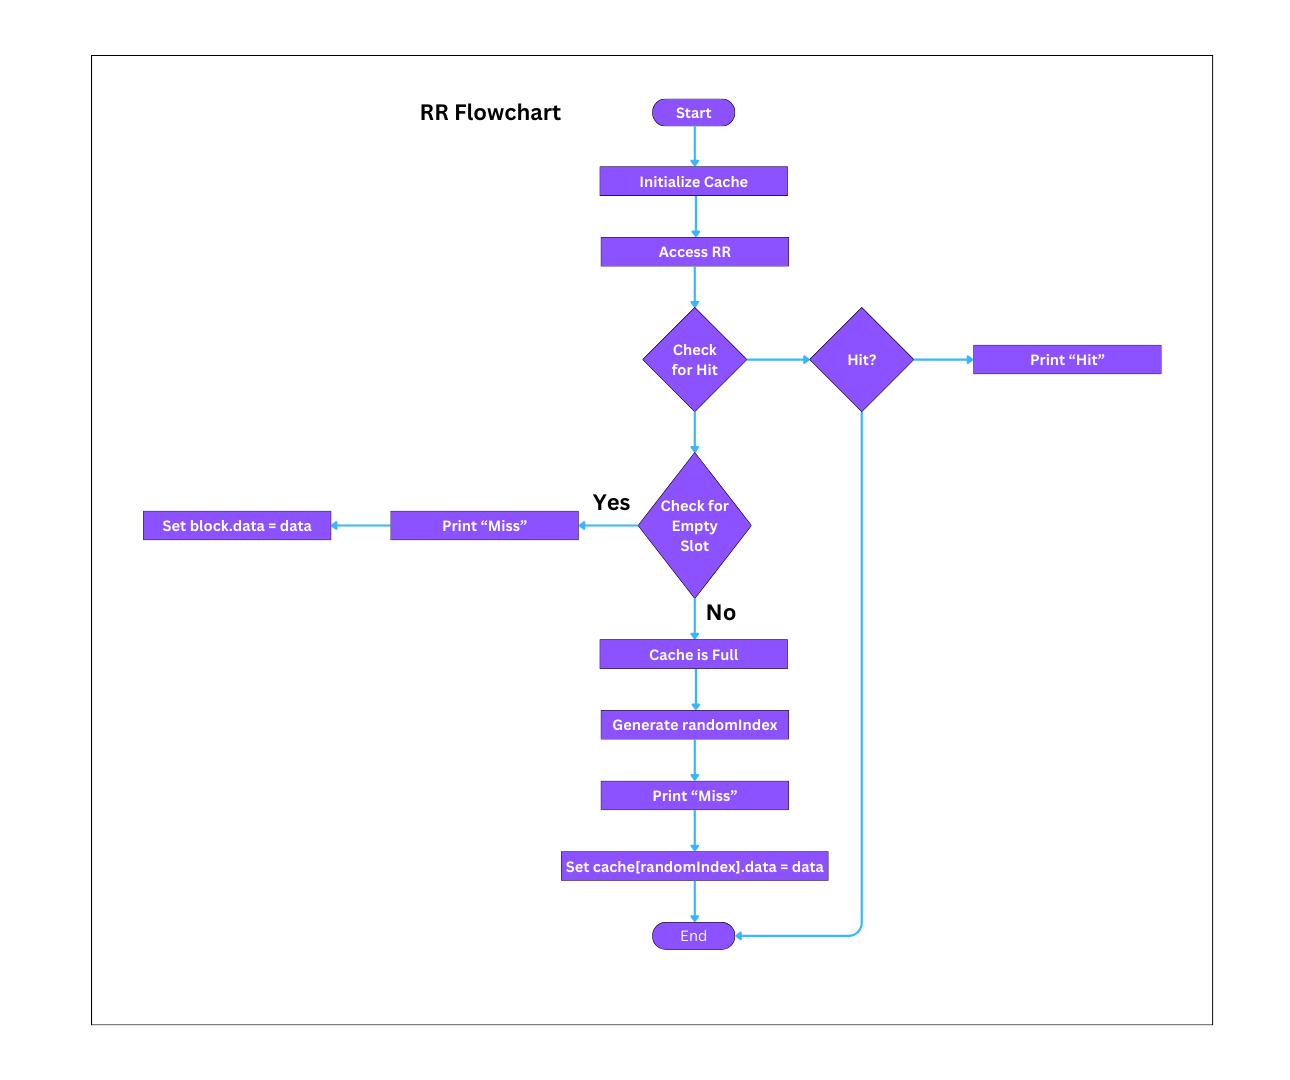 RR Flowchart
Start
Initialize Cache
Access RR
Check
for Hit
Hit?
Print “Hit”
Yes
Check for
Empty
Slot
Print “Miss”
Set block.data = data
No
Cache is Full
Generate randomIndex
Print “Miss”
Set cache[randomIndex].data = data
End